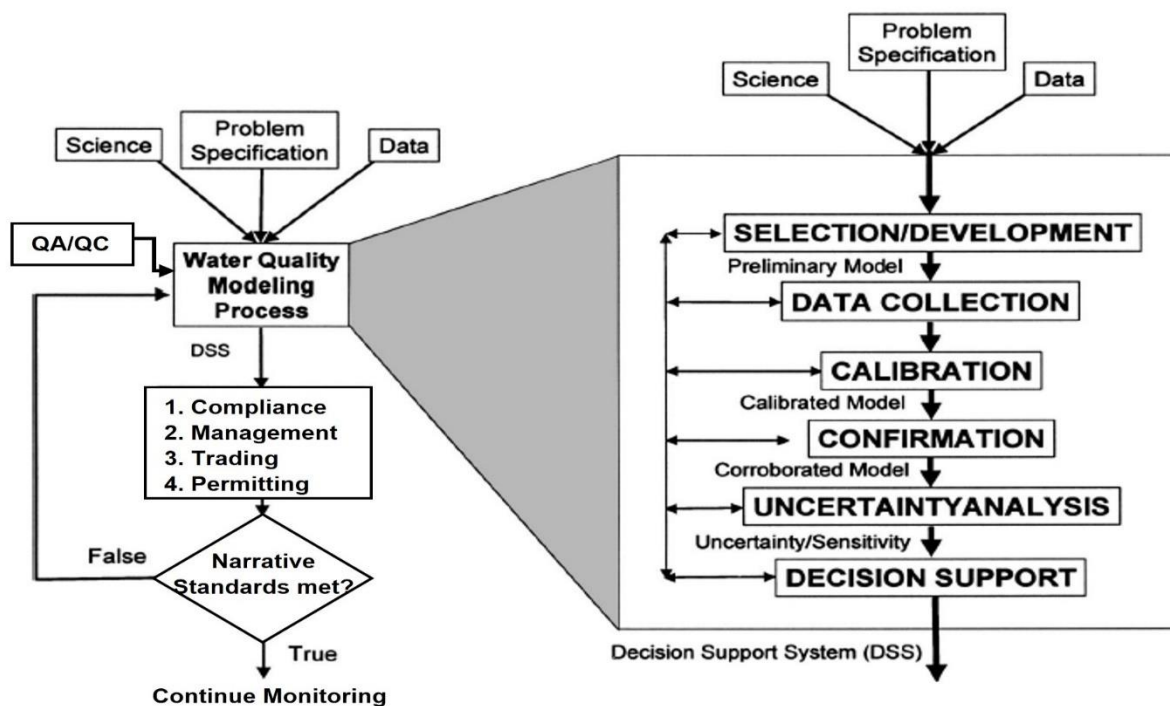 Science
Problem
Specification
Data
QA/QC
Water Quality
Modeling
Process
DSS
1. Compliance
2. Management
3. Trading
4. Permitting
False
Narrative
Standards met?
True
Continue Monitoring
Problem
Specification
Science
Data
SELECTION/DEVELOPMENT
Preliminary Model
DATA COLLECTION
CALIBRATION
Calibrated Model
CONFIRMATION
Corroborated Model
UNCERTAINTYANALYSIS
Uncertainty/Sensitivity
DECISION SUPPORT
Decision Support System (DSS)